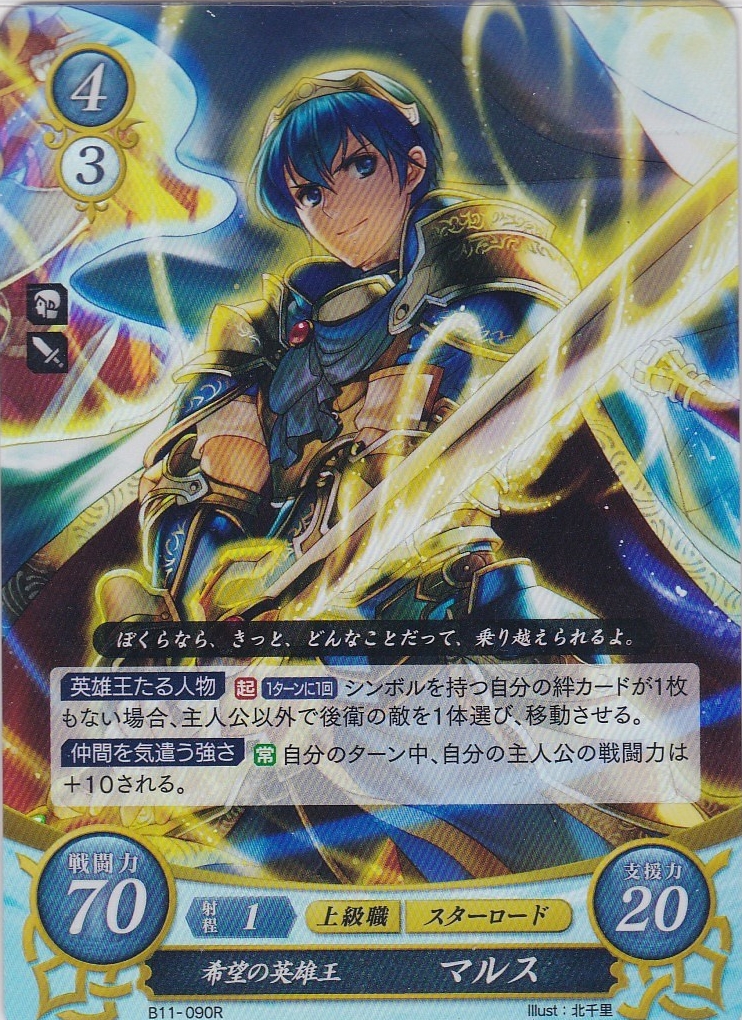 4
3
ぼくらなら、きっと、どんなことだって、乗り越えられるよ。
英雄王たる人物 起 1ターンに1回 シンボルを持つ自分の絆カードが1枚
もない場合、主人公以外で後衛の敵を1体選び、移動させる。
仲間を気遣う強さ 常 自分のターン中、自分の主人公の戦闘力は
+10される。
戦闘力
70
射程 1 上級職 スターロード
支援力
20
希望の英雄王 マルス
B11-090R Illust：北千里